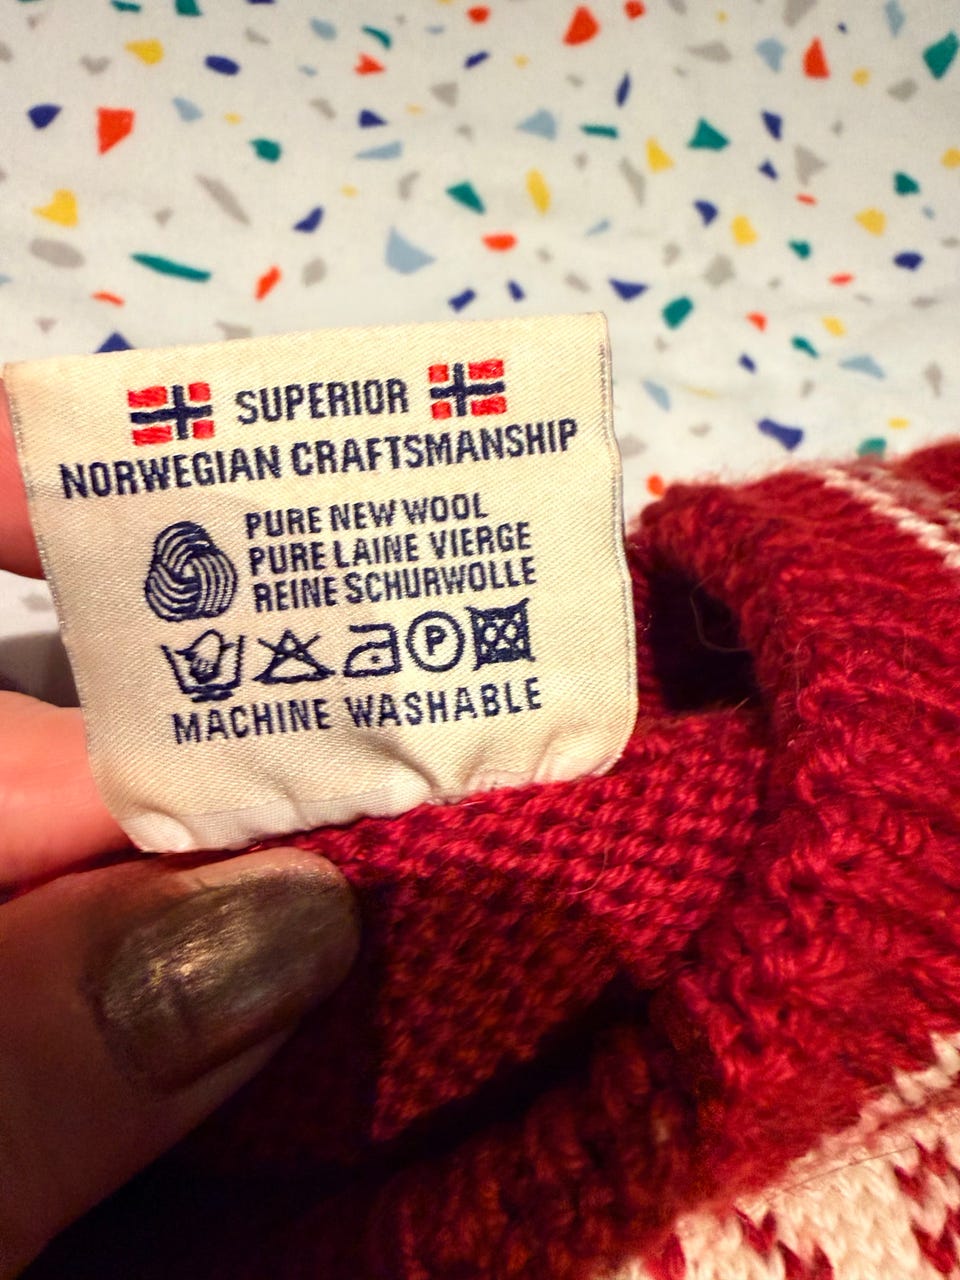 SUPERIOR
NORWEGIAN CRAFTSMANSHIP
PURE NEW WOOL
PURE LAINE VIERGE
REINE SCHURWOLLE
P
MACHINE WASHABLE